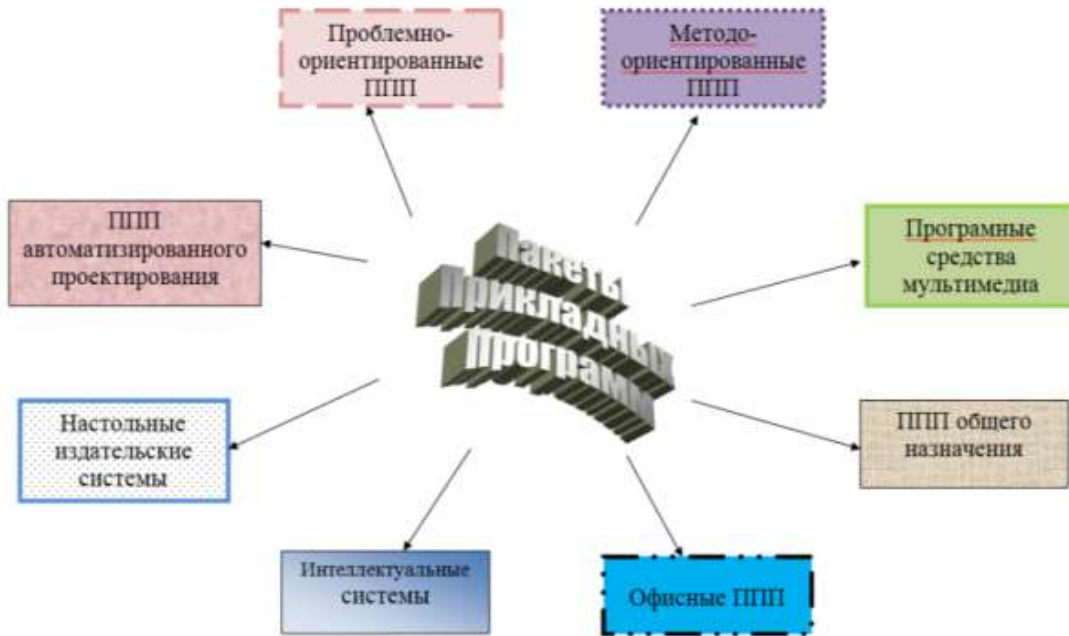 Проблемно-
ориентированные
ППП
Методо-
ориентированные
ППП
ППП
автоматизированного
проектирования
Програмные
средства
мультимедиа
Пакеты
Прикладных
Программ
Настольные
издательские
системы
ППП общего
назначения
Интеллектуальные
системы
Офисные ППП